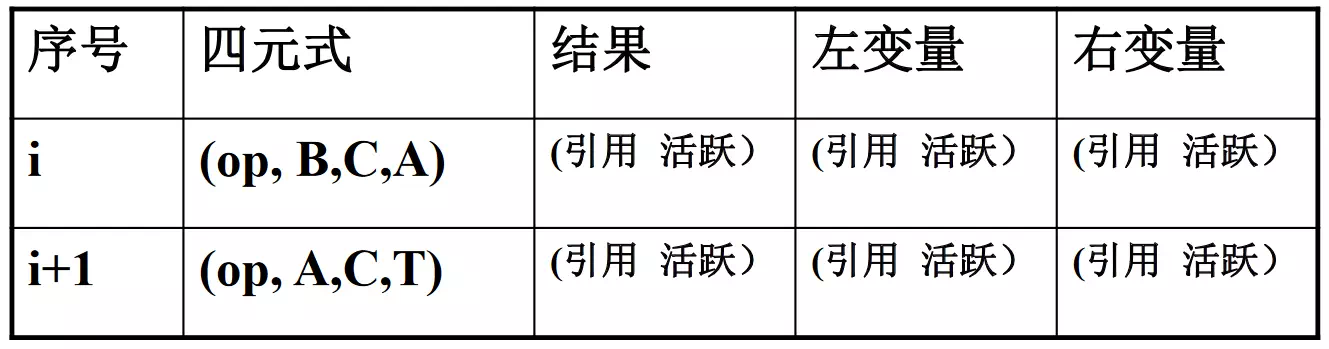 序号 四元式 结果 左变量 右变量
i (op, B,C,A) (引用 活跃） (引用 活跃） (引用 活跃）
i+1 (op, A,C,T) (引用 活跃） (引用 活跃） (引用 活跃）